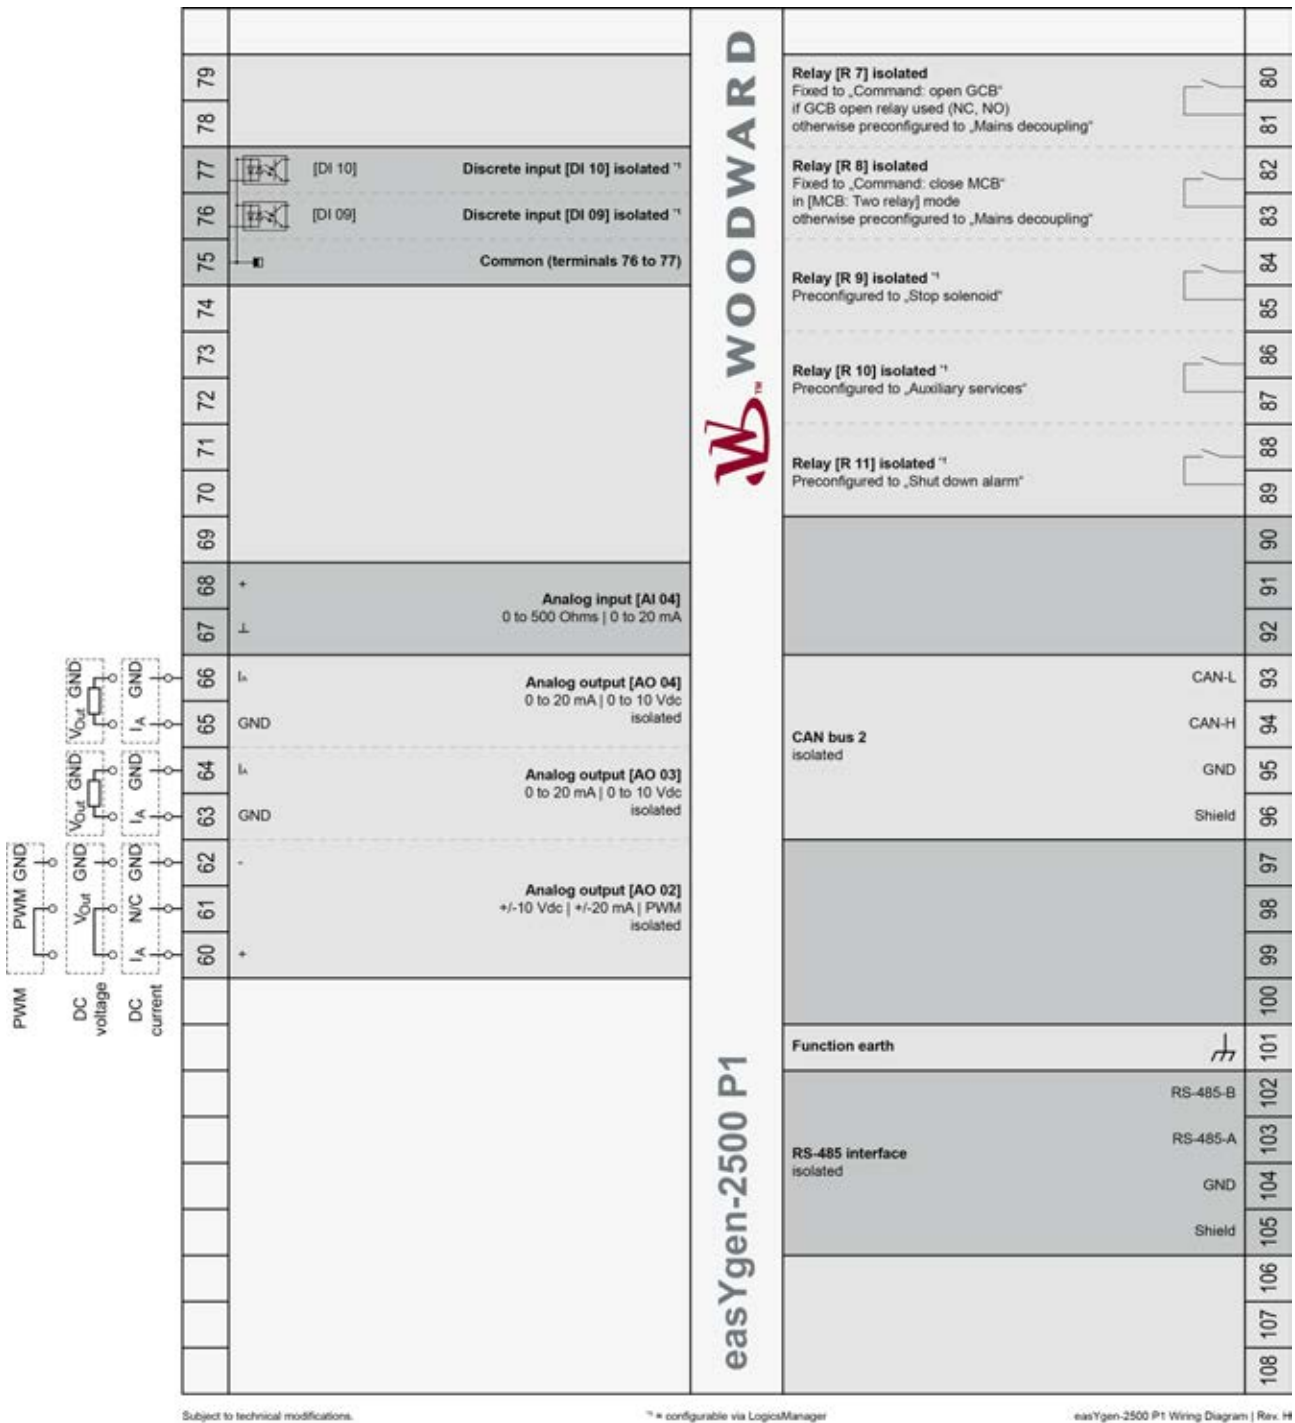 79
78
77
[DI 10]
Discrete input [DI 10] isolated *1
76
[DI 09]
Discrete input [DI 09] isolated *1
75
Common (terminals 76 to 77)
74
73
72
71
70
69
68
+
Analog input [AI 04]
0 to 500 Ohms | 0 to 20 mA
67
⊥
VOut GND
IA GND
66
IA
Analog output [AO 04]
0 to 20 mA | 0 to 10 Vdc
isolated
65
GND
VOut GND
IA GND
64
IA
Analog output [AO 03]
0 to 20 mA | 0 to 10 Vdc
isolated
63
GND
PWM GND
VOut GND
IA N/C GND
62
-
61
Analog output [AO 02]
+/-10 Vdc | +/-20 mA | PWM
isolated
60
+
PWM
DC
voltage
DC
current
WOODWARD
W
TM
easYgen-2500 P1
Relay [R 7] isolated
Fixed to „Command: open GCB“
if GCB open relay used (NC, NO)
otherwise preconfigured to „Mains decoupling“
80
81
Relay [R 8] isolated
Fixed to „Command: close MCB“
in [MCB: Two relay] mode
otherwise preconfigured to „Mains decoupling“
82
83
Relay [R 9] isolated *1
Preconfigured to „Stop solenoid“
84
85
Relay [R 10] isolated *1
Preconfigured to „Auxiliary services“
86
87
Relay [R 11] isolated *1
Preconfigured to „Shut down alarm“
88
89
90
91
92
CAN bus 2
isolated
CAN-L
93
CAN-H
94
GND
95
Shield
96
97
98
99
100
Function earth
101
RS-485 interface
isolated
RS-485-B
102
RS-485-A
103
GND
104
Shield
105
106
107
108
Subject to technical modifications.
*1 = configurable via LogicsManager
easYgen-2500 P1 Wiring Diagram | Rev.